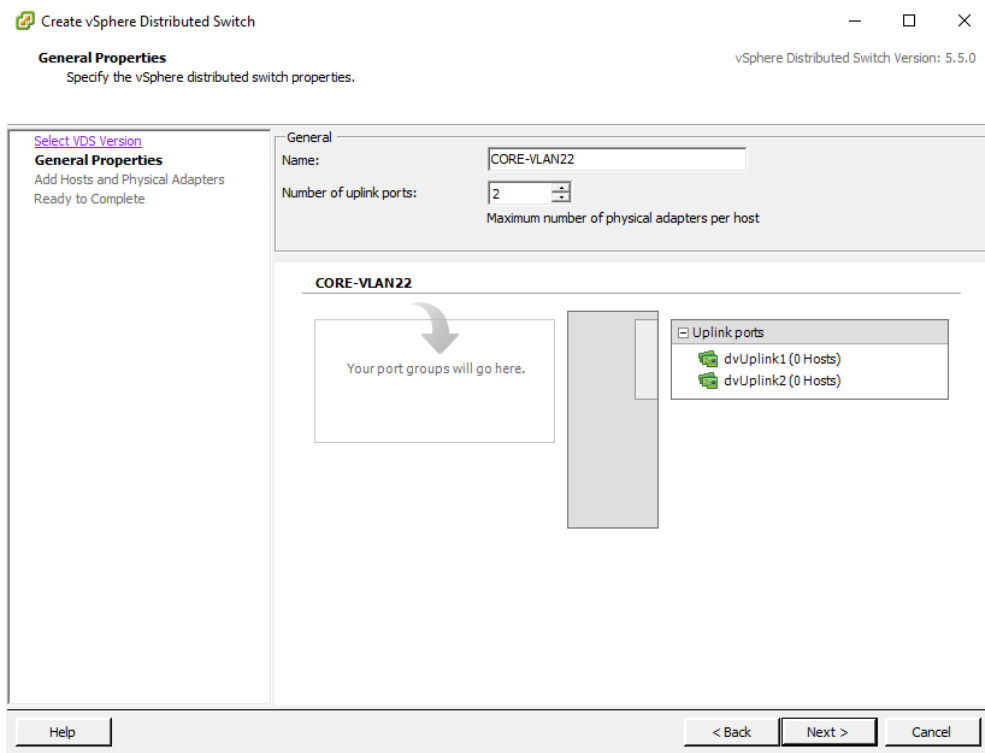 Create vSphere Distributed Switch
General Properties
Specify the vSphere distributed switch properties.
vSphere Distributed Switch Version: 5.5.0
Select VDS Version
General Properties
Add Hosts and Physical Adapters
Ready to Complete
General
Name: CORE-VLAN22
Number of uplink ports: 2
Maximum number of physical adapters per host
CORE-VLAN22
Your port groups will go here.
Uplink ports
dvUplink1 (0 Hosts)
dvUplink2 (0 Hosts)
Help < Back Next > Cancel